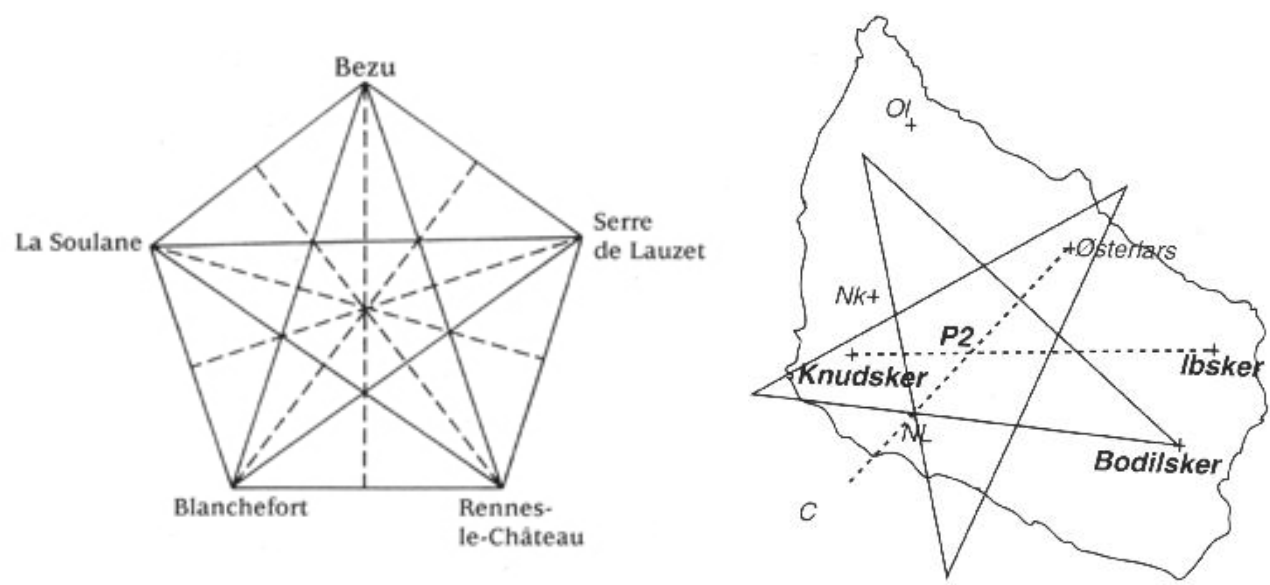 Bezu
La Soulane
Serre
de Lauzet
Blanchefort
Rennes-
le-Château
Ol
Østerlars
Nk
P2
Knudsker
Ibsker
NL
Bodilsker
C